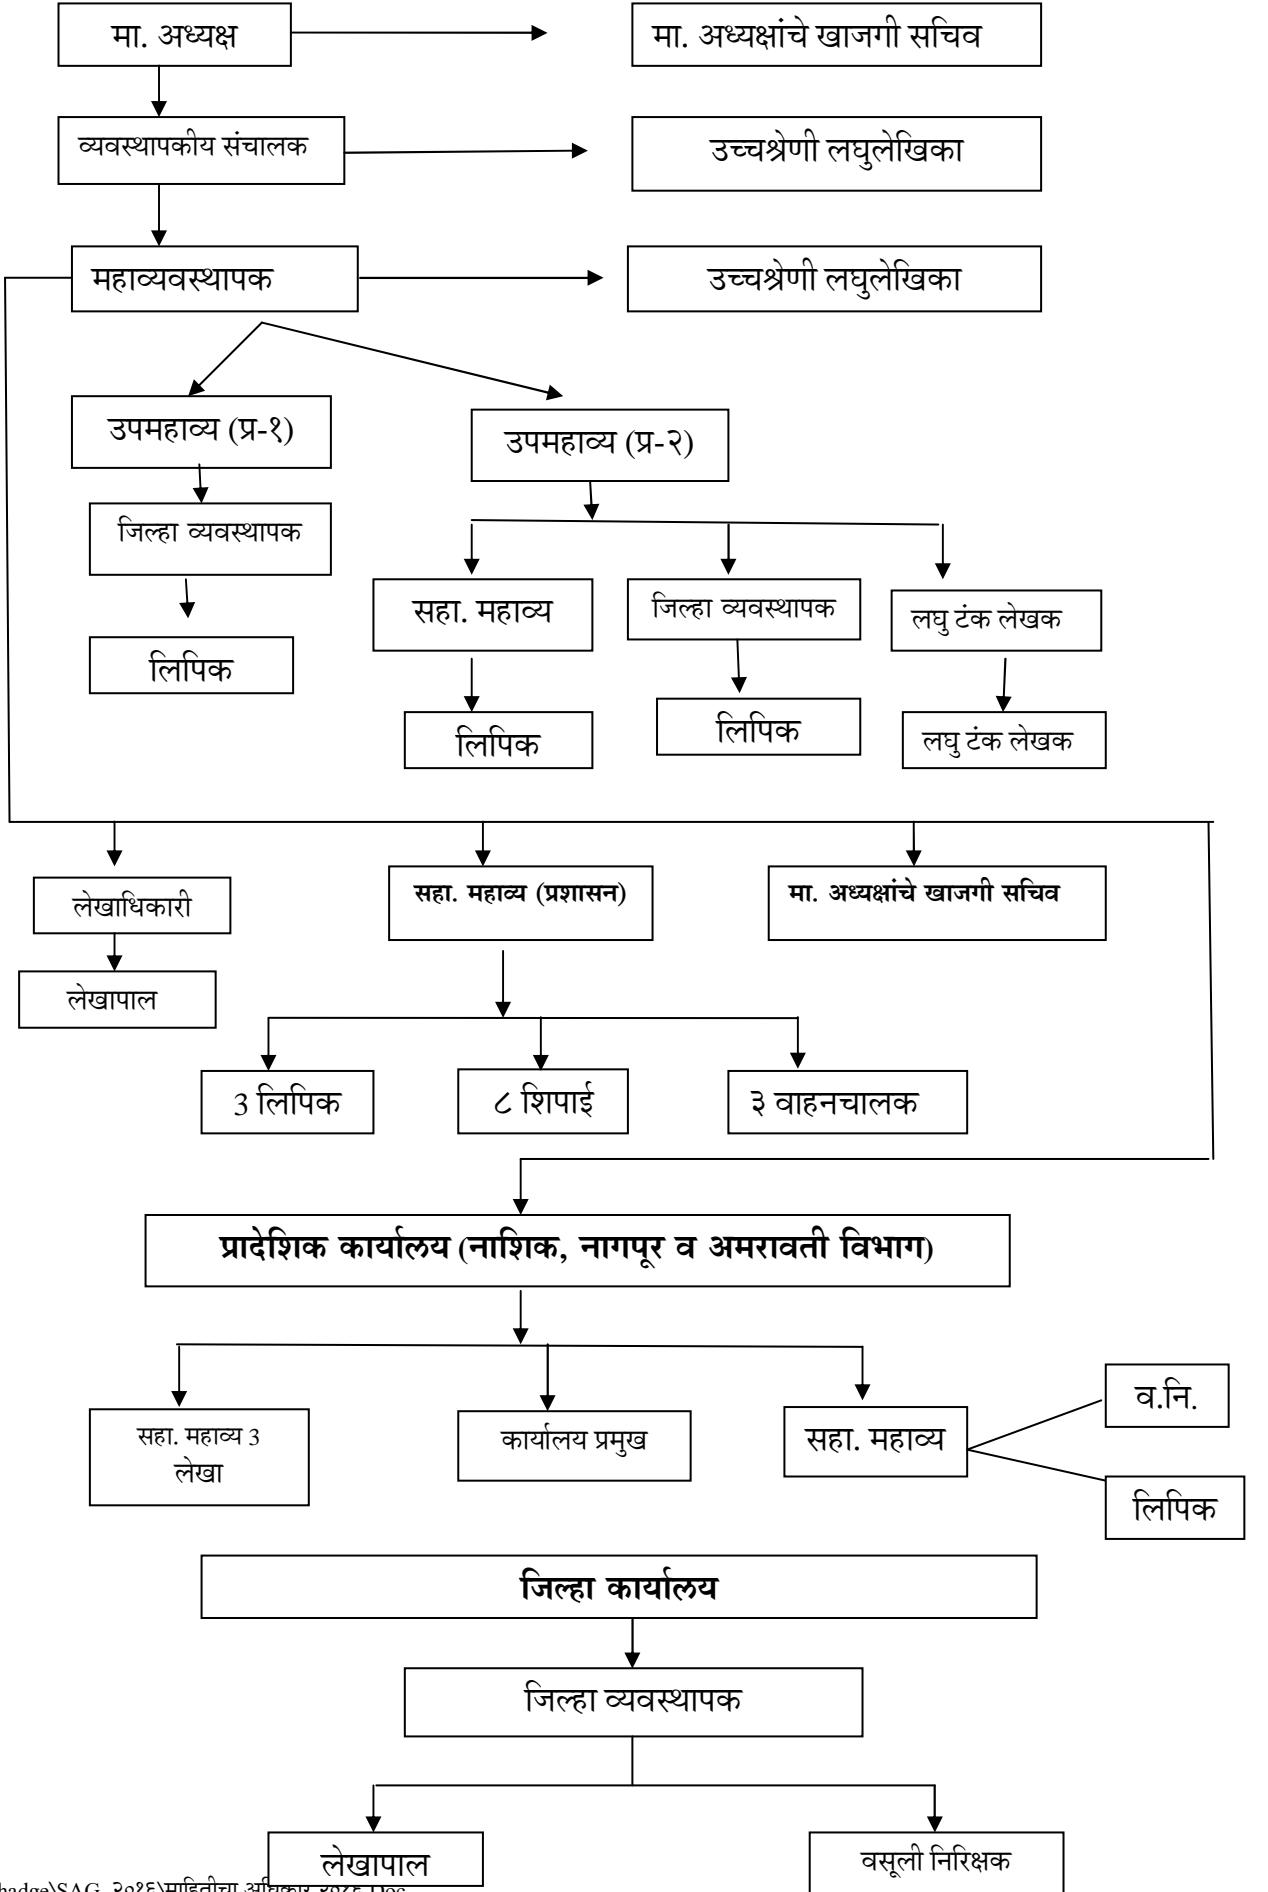 मा. अध्यक्ष
मा. अध्यक्षांचे खाजगी सचिव
व्यवस्थापकीय संचालक
उच्चश्रेणी लघुलेखिका
महाव्यवस्थापक
उच्चश्रेणी लघुलेखिका
उपमहाव्य (प्र-१)
उपमहाव्य (प्र-२)
जिल्हा व्यवस्थापक
सहा. महाव्य
जिल्हा व्यवस्थापक
लघु टंक लेखक
लिपिक
लिपिक
लिपिक
लघु टंक लेखक
लेखाधिकारी
सहा. महाव्य (प्रशासन)
मा. अध्यक्षांचे खाजगी सचिव
लेखापाल
3 लिपिक
८ शिपाई
३ वाहनचालक
प्रादेशिक कार्यालय (नाशिक, नागपूर व अमरावती विभाग)
सहा. महाव्य 3
लेखा
कार्यालय प्रमुख
सहा. महाव्य
व.नि.
लिपिक
जिल्हा कार्यालय
जिल्हा व्यवस्थापक
लेखापाल
वसूली निरिक्षक